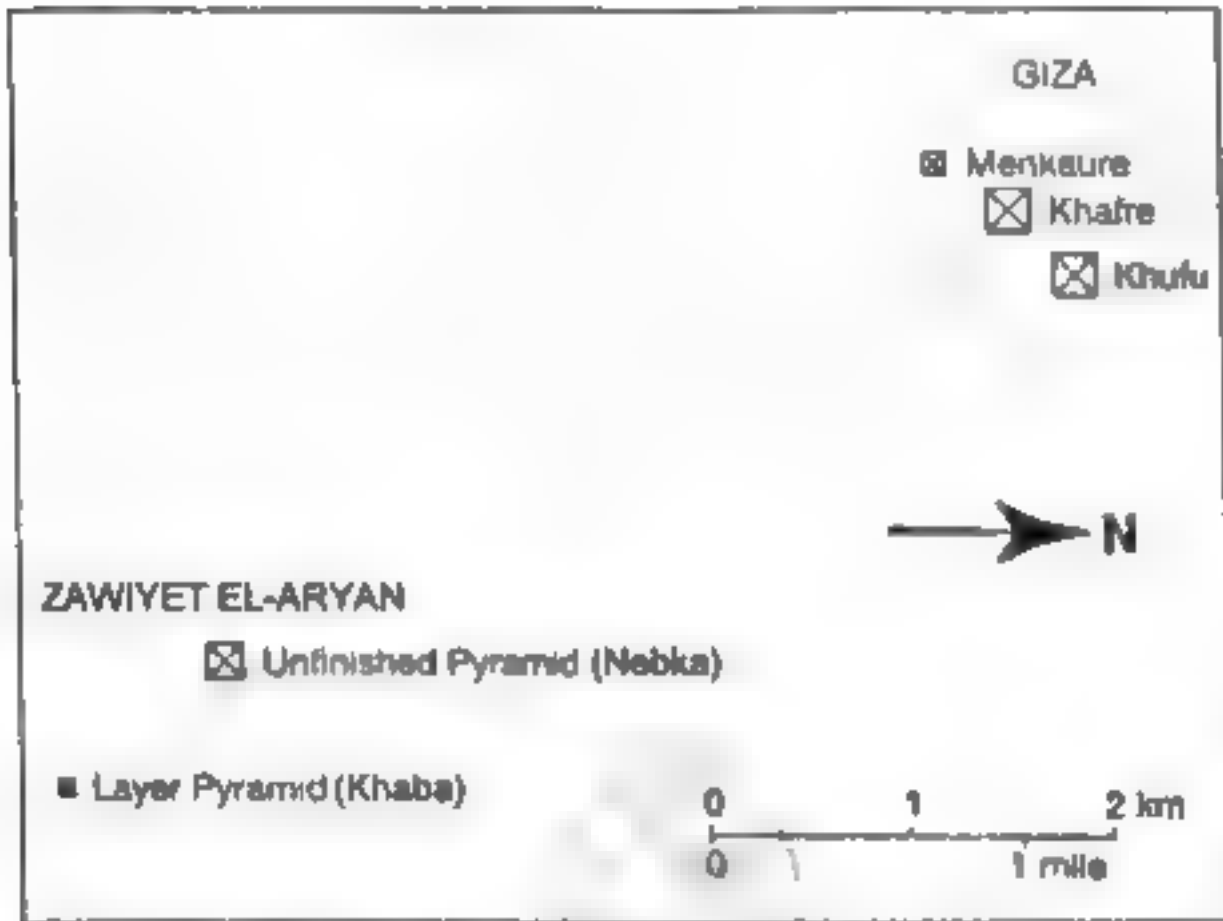 GIZA
Menkaure
Khafre
Khufu
N
ZAWIYET EL-ARYAN
Unfinished Pyramid (Nebka)
Layer Pyramid (Khaba)
0 1 2 km
0 1 mile